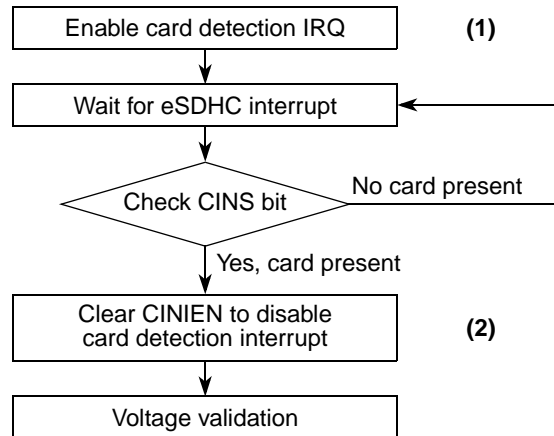 Enable card detection IRQ
(1)
Wait for eSDHC interrupt
Check CINS bit
No card present
Yes, card present
Clear CINIEN to disable
card detection interrupt
(2)
Voltage validation